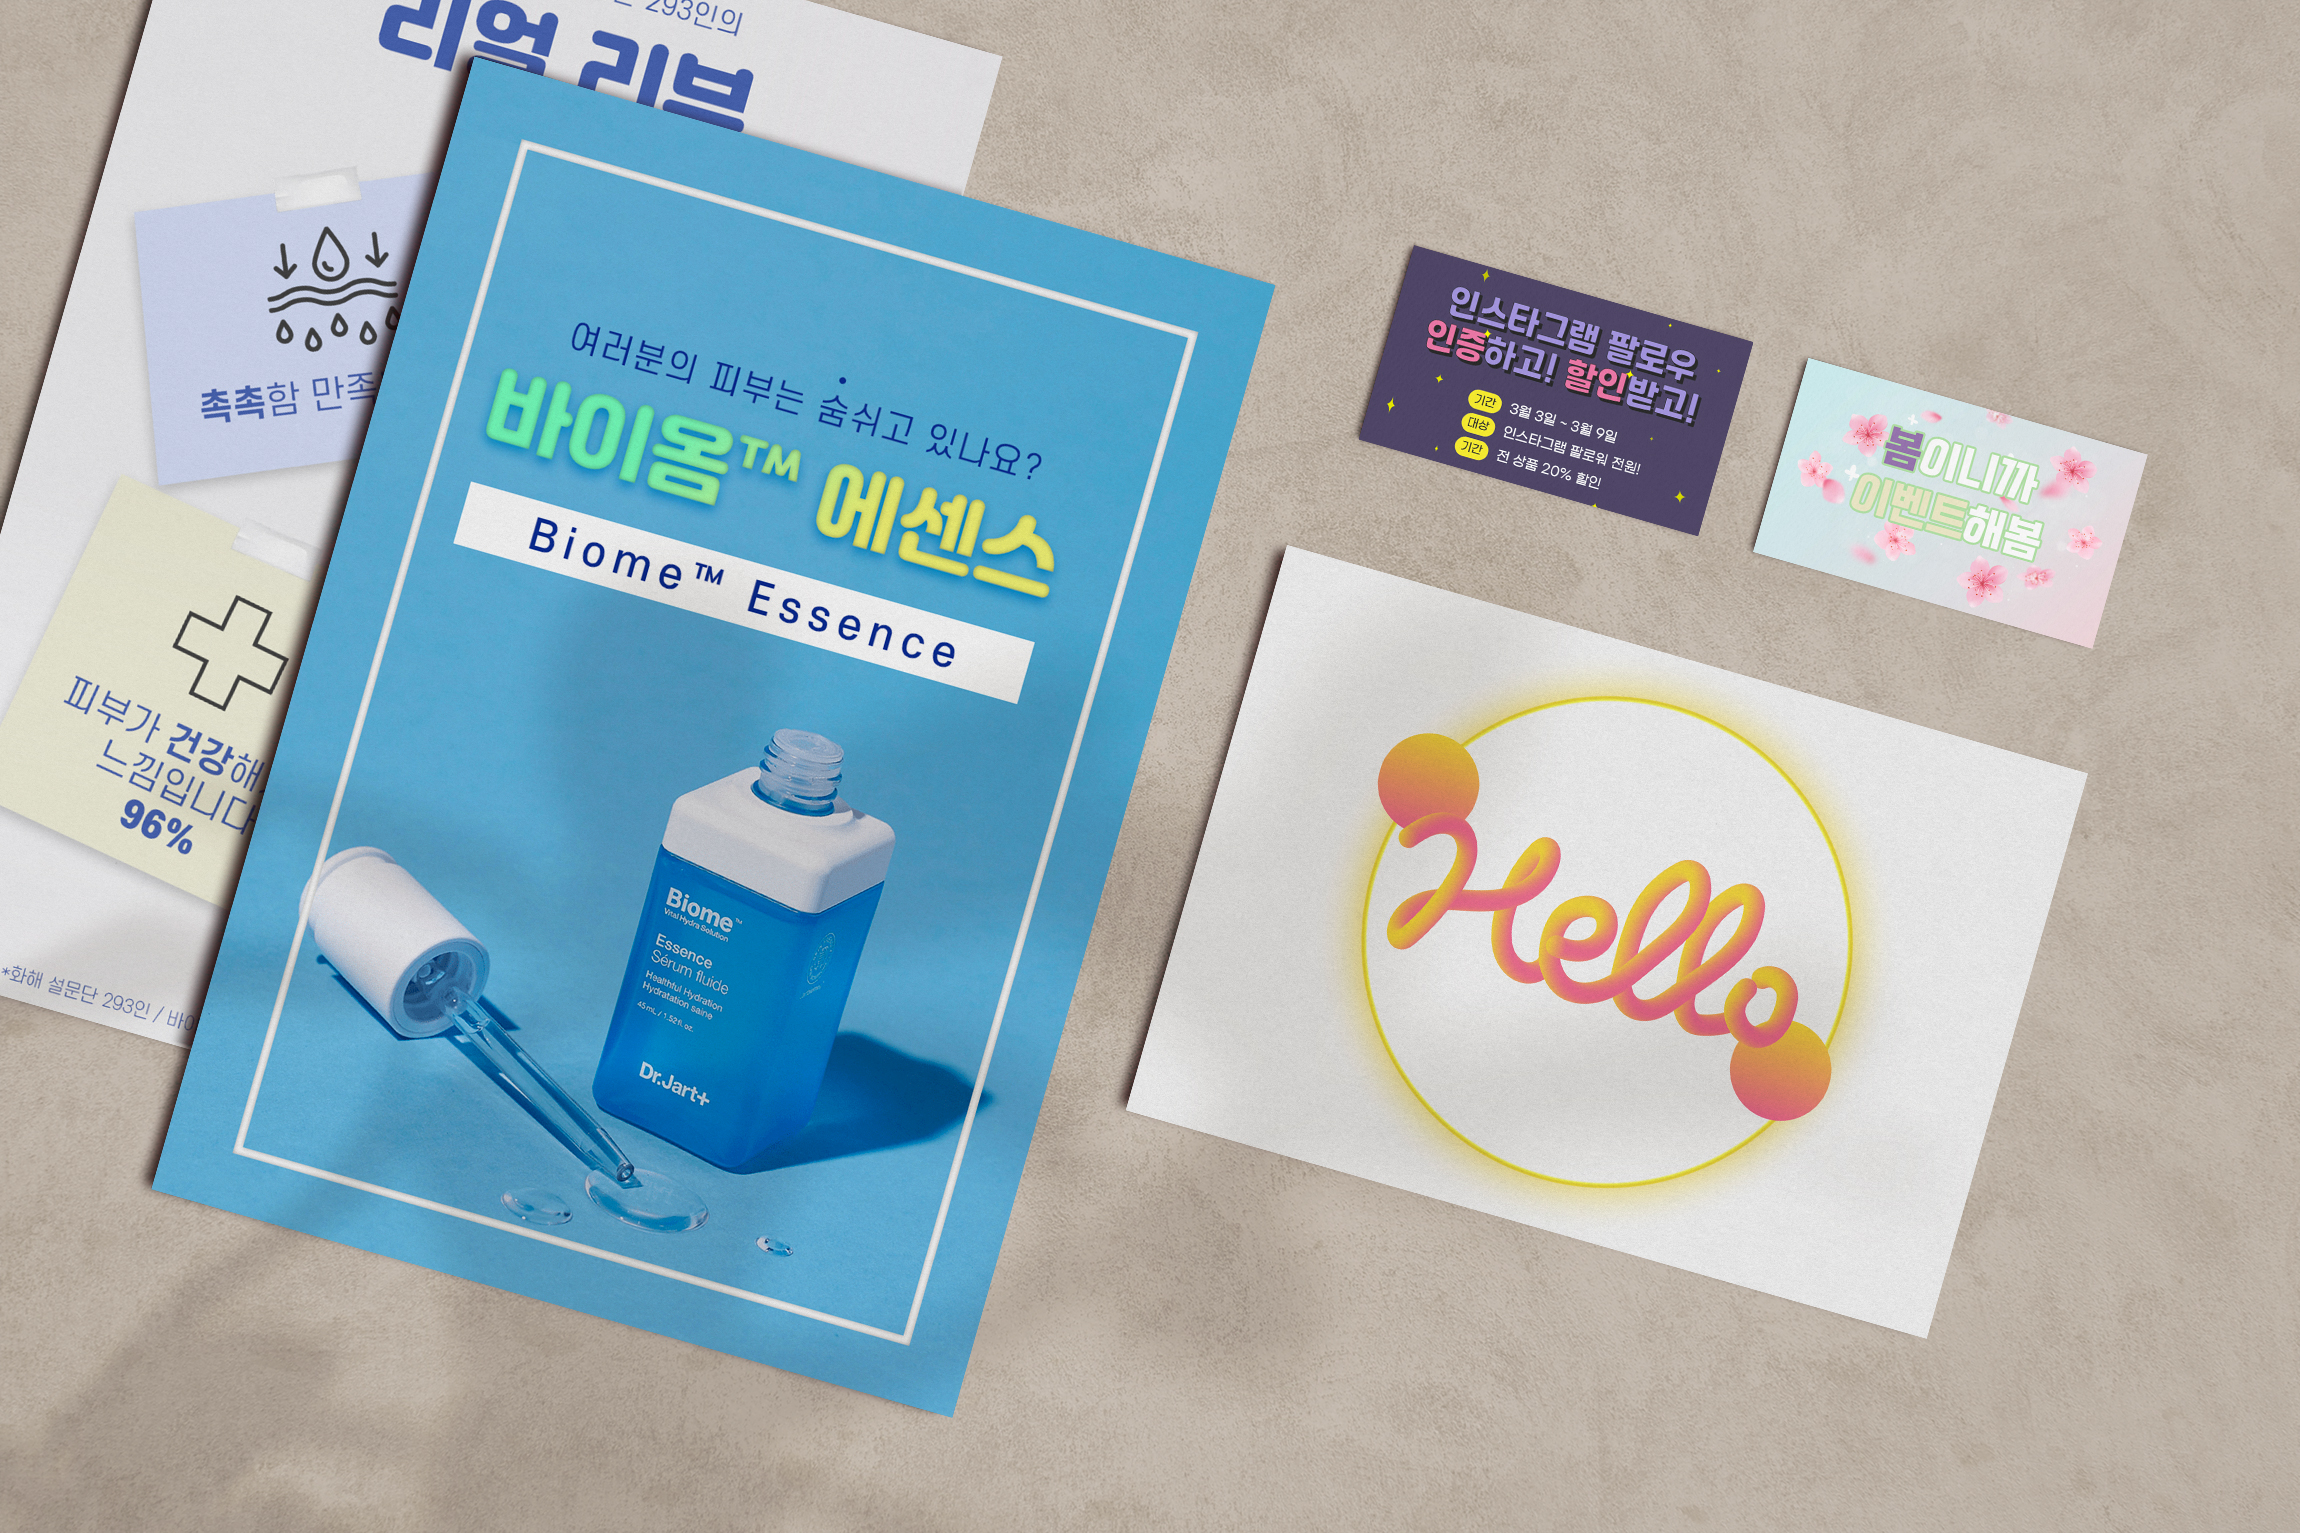 293인의
리얼 리뷰
촉촉함 만족
피부가 건강해
느낌입니다
96%
*화해 설문단 293인 / 바이
여러분의 피부는 숨쉬고 있나요?
바이옴™ 에센스
Biome™ Essence
Biome™
Vital Hydra Solution
Essence
Sérum fluide
Healthful Hydration
Hydratation saine
45 mL / 1.52 fl. oz.
Dr.Jart+
인스타그램 팔로우
인증하고! 할인받고!
기간 3월 3일 ~ 3월 9일
대상 인스타그램 팔로워 전원!
기간 전 상품 20% 할인
봄이니까
이벤트해봄
Hello